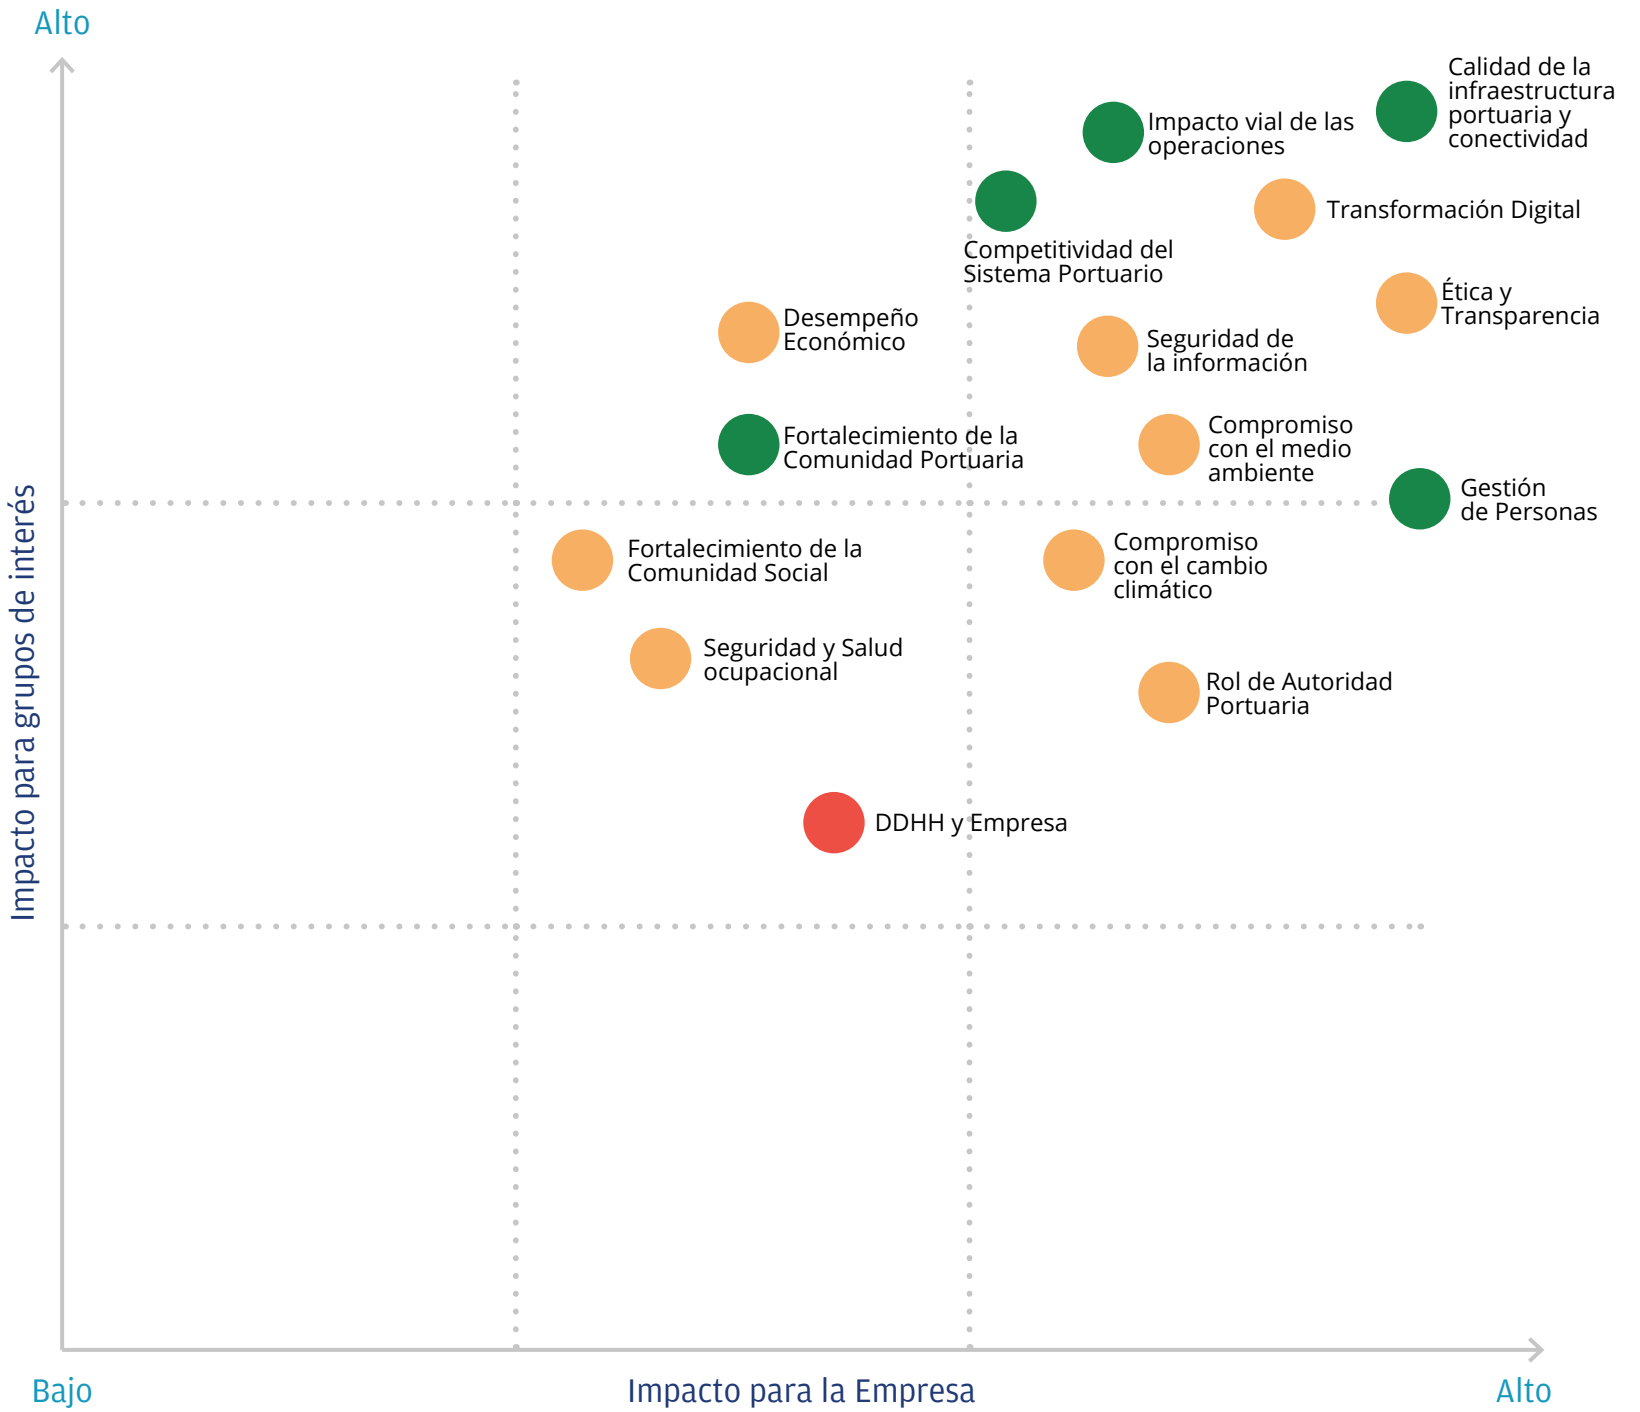 Alto
Calidad de la
infraestructura
portuaria y
conectividad
Impacto vial de las
operaciones
Transformación Digital
Competitividad del
Sistema Portuario
Ética y
Transparencia
Desempeño
Económico
Seguridad de
la información
Compromiso
con el medio
ambiente
Fortalecimiento de la
Comunidad Portuaria
Gestión
de Personas
Compromiso
con el cambio
climático
Fortalecimiento de la
Comunidad Social
Seguridad y Salud
ocupacional
Rol de Autoridad
Portuaria
DDHH y Empresa
Impacto para grupos de interés
Bajo
Impacto para la Empresa
Alto